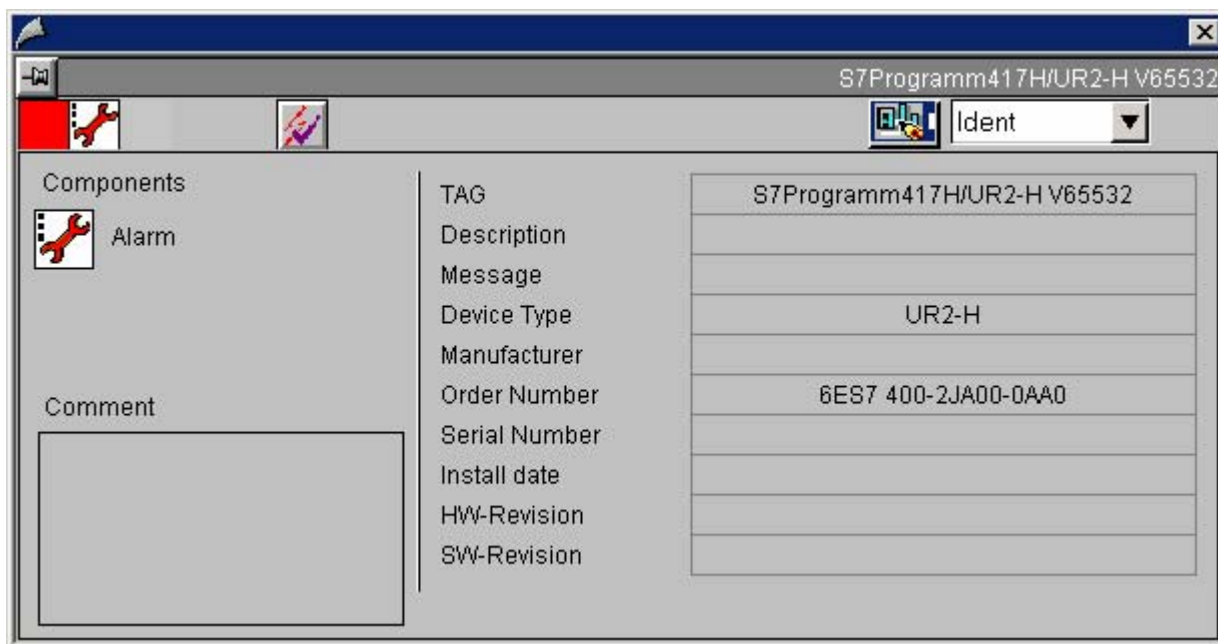 S7Programm417H/UR2-H V65532
Ident
Components
Alarm
Comment
TAG S7Programm417H/UR2-H V65532
Description
Message
Device Type UR2-H
Manufacturer
Order Number 6ES7 400-2JA00-0AA0
Serial Number
Install date
HW-Revision
SW-Revision